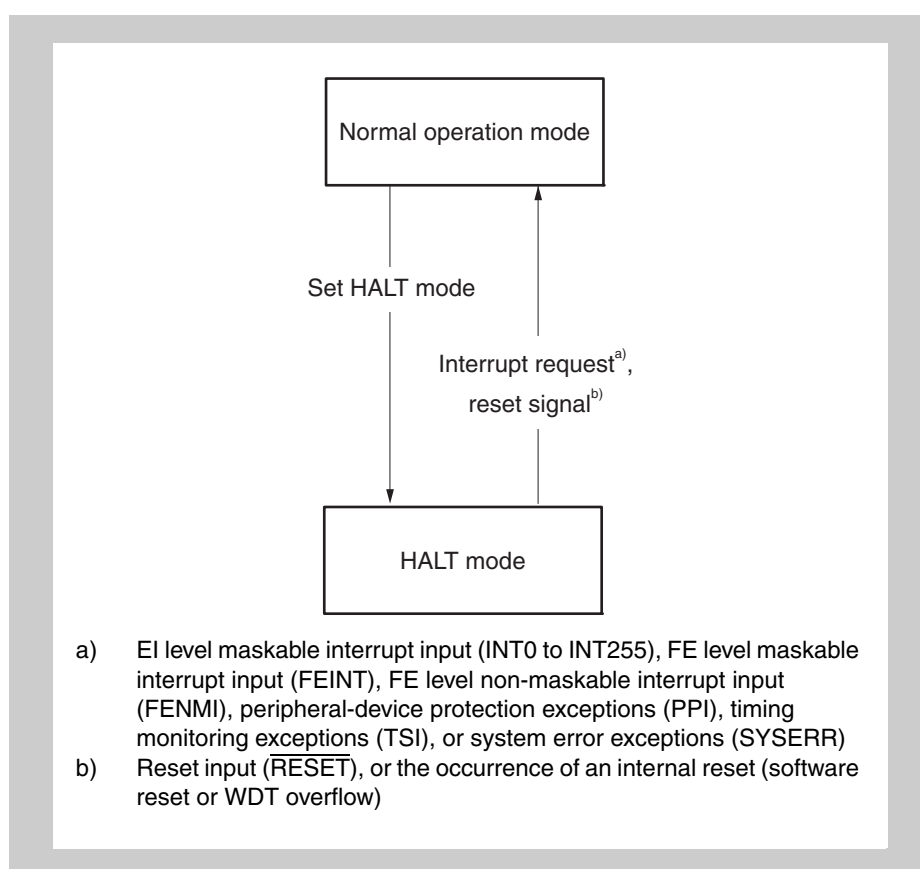 Normal operation mode
Set HALT mode
Interrupt request a),
reset signal b)
HALT mode
a) EI level maskable interrupt input (INT0 to INT255), FE level maskable
interrupt input (FEINT), FE level non-maskable interrupt input
(FENMI), peripheral-device protection exceptions (PPI), timing
monitoring exceptions (TSI), or system error exceptions (SYSERR)
b) Reset input (RESET), or the occurrence of an internal reset (software
reset or WDT overflow)